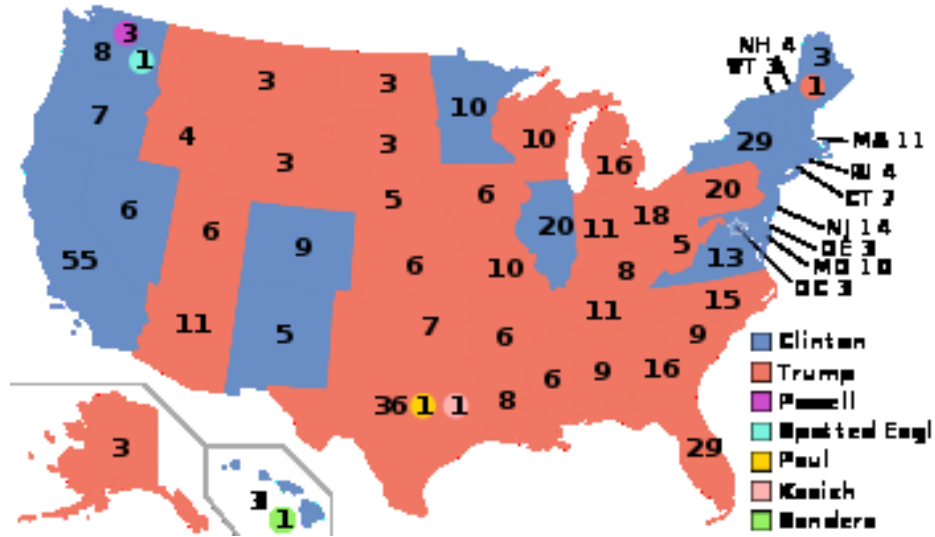 3
8
1
7
6
55
3
4
3
3
3
6
11
9
5
5
6
7
36 1 1
10
6
10
6
8
10
20
16
11
18
8
11
6
9
16
5
20
29
3
1
13
15
9
29
NH 4
VT 3
MA 11
RI 4
CT 7
NJ 14
DE 3
MD 10
DC 3
3
3
1
Clinton
Trump
Powell
Spotted Eagl
Paul
Kasich
Sanders